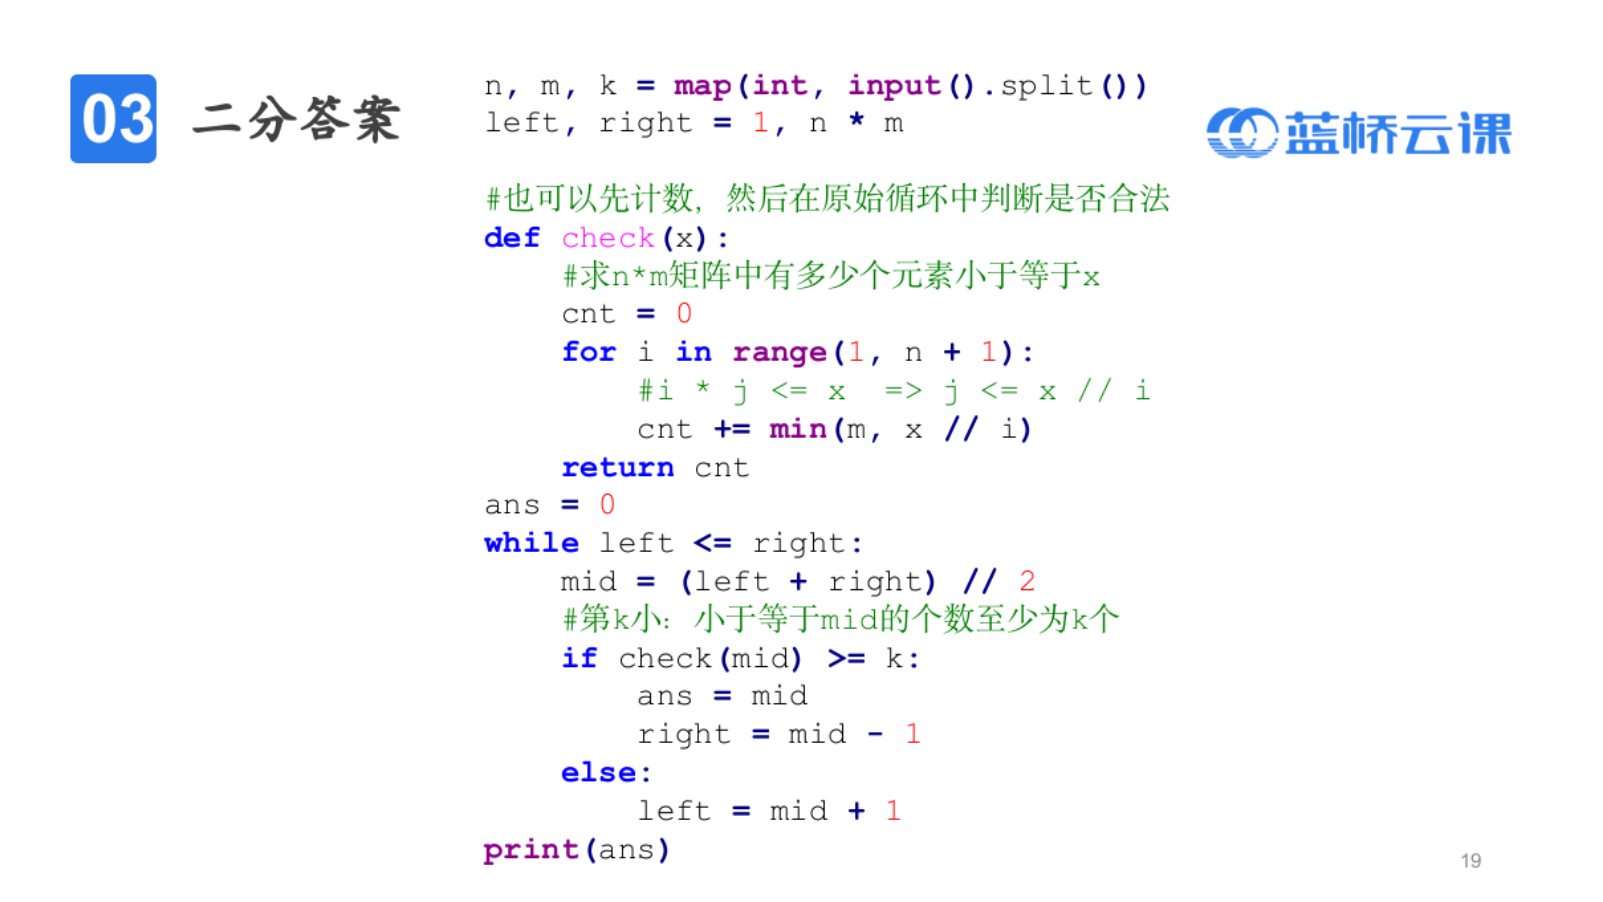 03 二分答案
蓝桥云课
n, m, k = map(int, input().split())
left, right = 1, n * m
#也可以先计数，然后在原始循环中判断是否合法
def check(x):
    #求n*m矩阵中有多少个元素小于等于x
    cnt = 0
    for i in range(1, n + 1):
        #i * j <= x  => j <= x // i
        cnt += min(m, x // i)
    return cnt
ans = 0
while left <= right:
    mid = (left + right) // 2
    #第k小：小于等于mid的个数至少为k个
    if check(mid) >= k:
        ans = mid
        right = mid - 1
    else:
        left = mid + 1
print(ans)
19